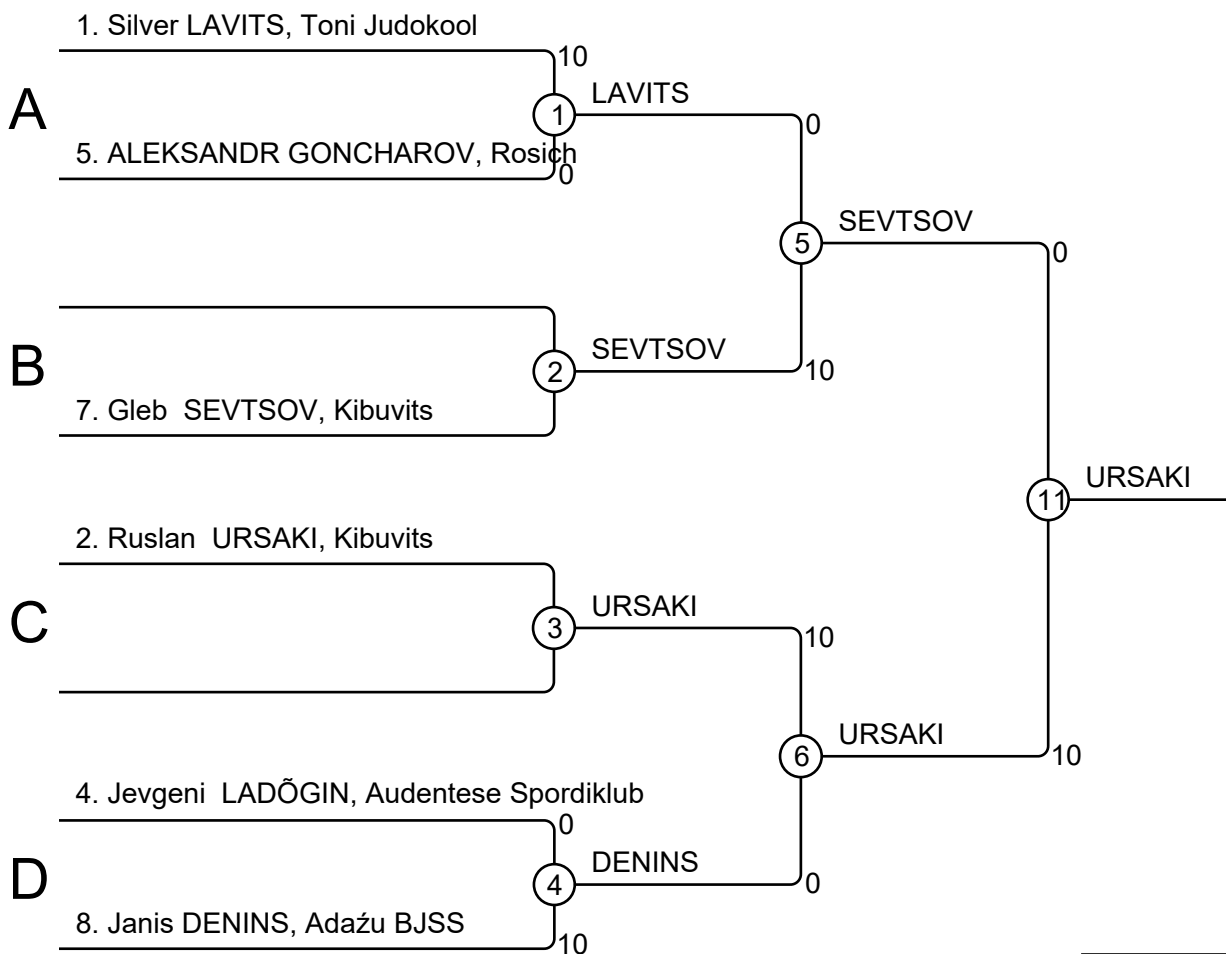 1. Silver LAVITS, Toni Judokool
10
A
1
LAVITS
0
5. ALEKSANDR GONCHAROV, Rosich
0
5
SEVTSOV
0
B
2
SEVTSOV
10
7. Gleb  SEVTSOV, Kibuvits
11
URSAKI
2. Ruslan  URSAKI, Kibuvits
C
3
URSAKI
10
6
URSAKI
10
4. Jevgeni  LADÕGIN, Audentese Spordiklub
0
D
4
DENINS
0
8. Janis DENINS, Adaźu BJSS
10